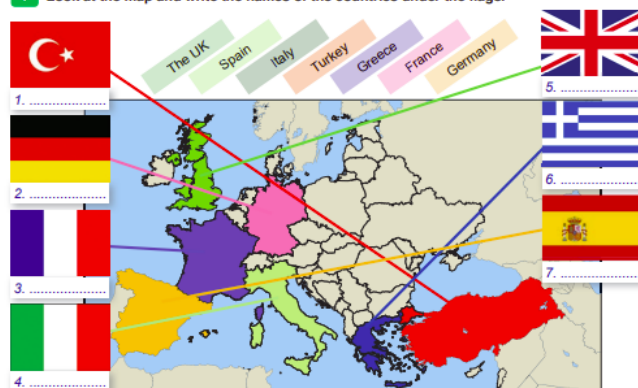 Look at the map and write the names of the countries under the flags.
The UK
Spain
Italy
Turkey
Greece
France
Germany
1. ....................
2. ....................
3. ....................
4. ....................
5. ....................
6. ....................
7. ....................